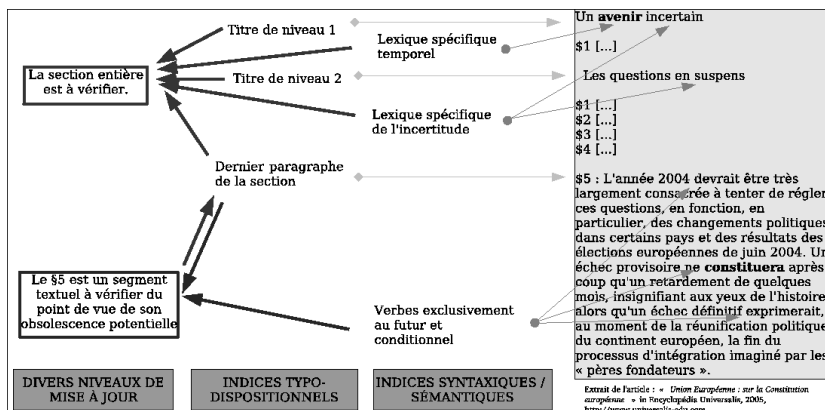 Titre de niveau 1
Lexique spécifique
temporel
La section entière
est à vérifier.
Titre de niveau 2
Lexique spécifique
de l'incertitude
Dernier paragraphe
de la section
Le §5 est un segment
textuel à vérifier du
point de vue de son
obsolescence potentielle
Verbes exclusivement
au futur et
conditionnel
DIVERS NIVEAUX DE
MISE À JOUR
INDICES TYPO-
DISPOSITIONNELS
INDICES SYNTAXIQUES /
SÉMANTIQUES
Un avenir incertain
$1 [...]
Les questions en suspens
$1 [...]
$2 [...]
$3 [...]
$4 [...]
$5 : L'année 2004 devrait être très
largement consacrée à tenter de régler
ces questions, en fonction, en
particulier, des changements politiques
dans certains pays et des résultats des
élections européennes de juin 2004. Un
échec provisoire ne constituera après
coup qu'un retardement de quelques
mois, insignifiant aux yeux de l'histoire
alors qu'un échec définitif exprimerait,
au moment de la réunification politique
du continent européen, la fin du
processus d'intégration imaginé par les
« pères fondateurs ».
Extrait de l'article : « Union Européenne : sur la Constitution
européenne » in Encyclopédia Universalis, 2005,
http://www.universalis-edu.com